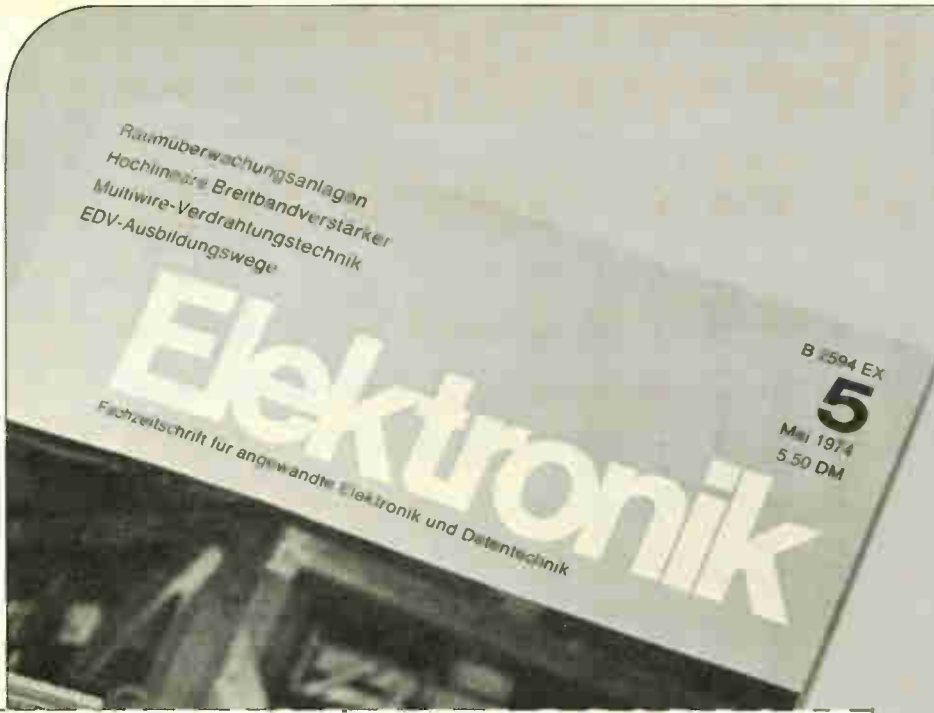 Raumüberwachungsanlagen
Hochlineare Breitbandverstärker
Multiwire-Verdrahtungstechnik
EDV-Ausbildungswege
Elektronik
Fachzeitschrift für angewandte Elektronik und Datentechnik
B 2594 EX
5
Mai 1974
5.50 DM